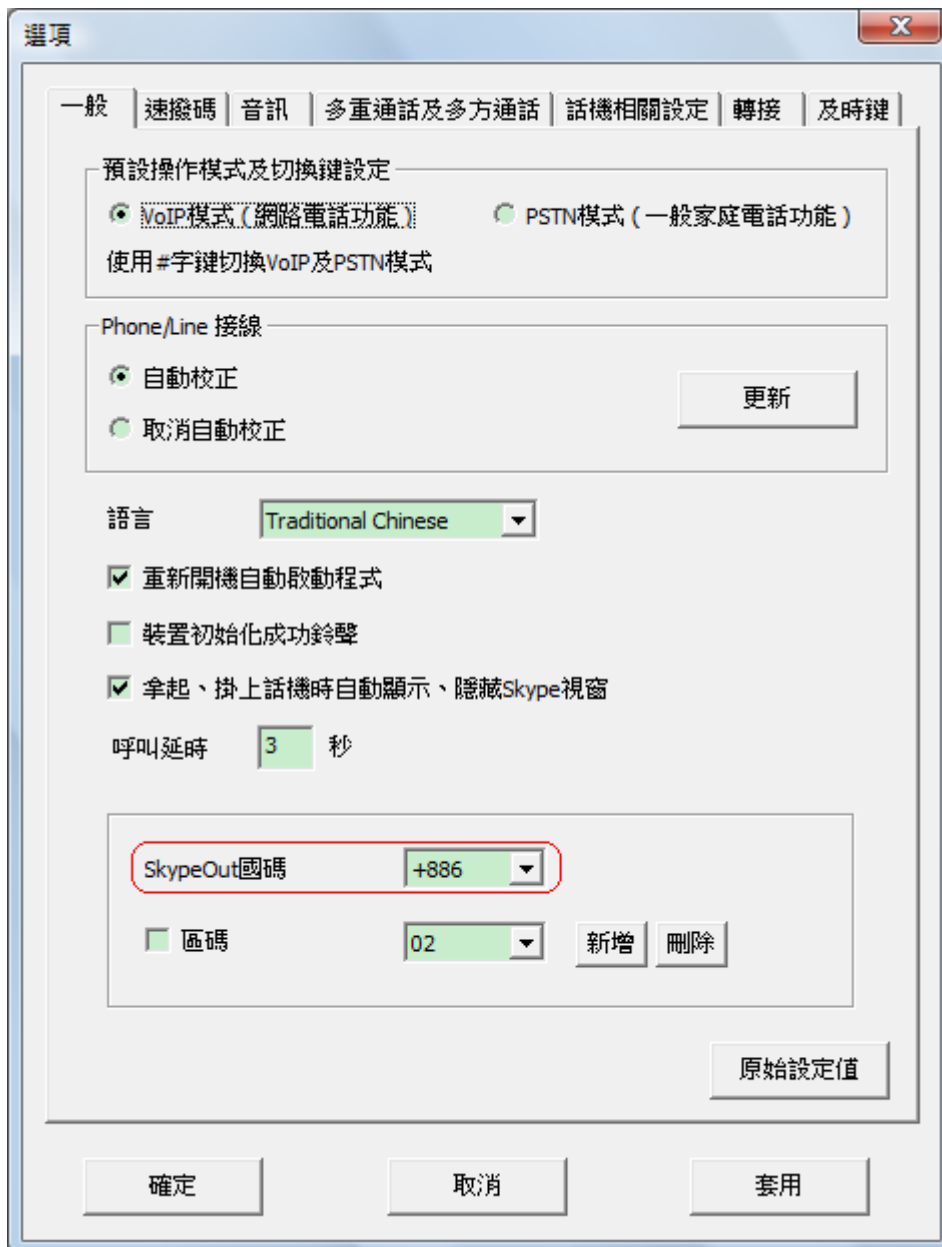 選項
一般 速撥碼 音訊 多重通話及多方通話 話機相關設定 轉接 及時鍵
預設操作模式及切換鍵設定
VoIP模式(網路電話功能) PSTN模式(一般家庭電話功能)
使用#字鍵切換VoIP及PSTN模式
Phone/Line 接線
自動校正
更新
取消自動校正
語言 Traditional Chinese
重新開機自動啟動程式
裝置初始化成功鈴聲
拿起、掛上話機時自動顯示、隱藏Skype視窗
呼叫延時 3 秒
SkypeOut國碼 +886
區碼 02 新增 刪除
原始設定值
確定 取消 套用